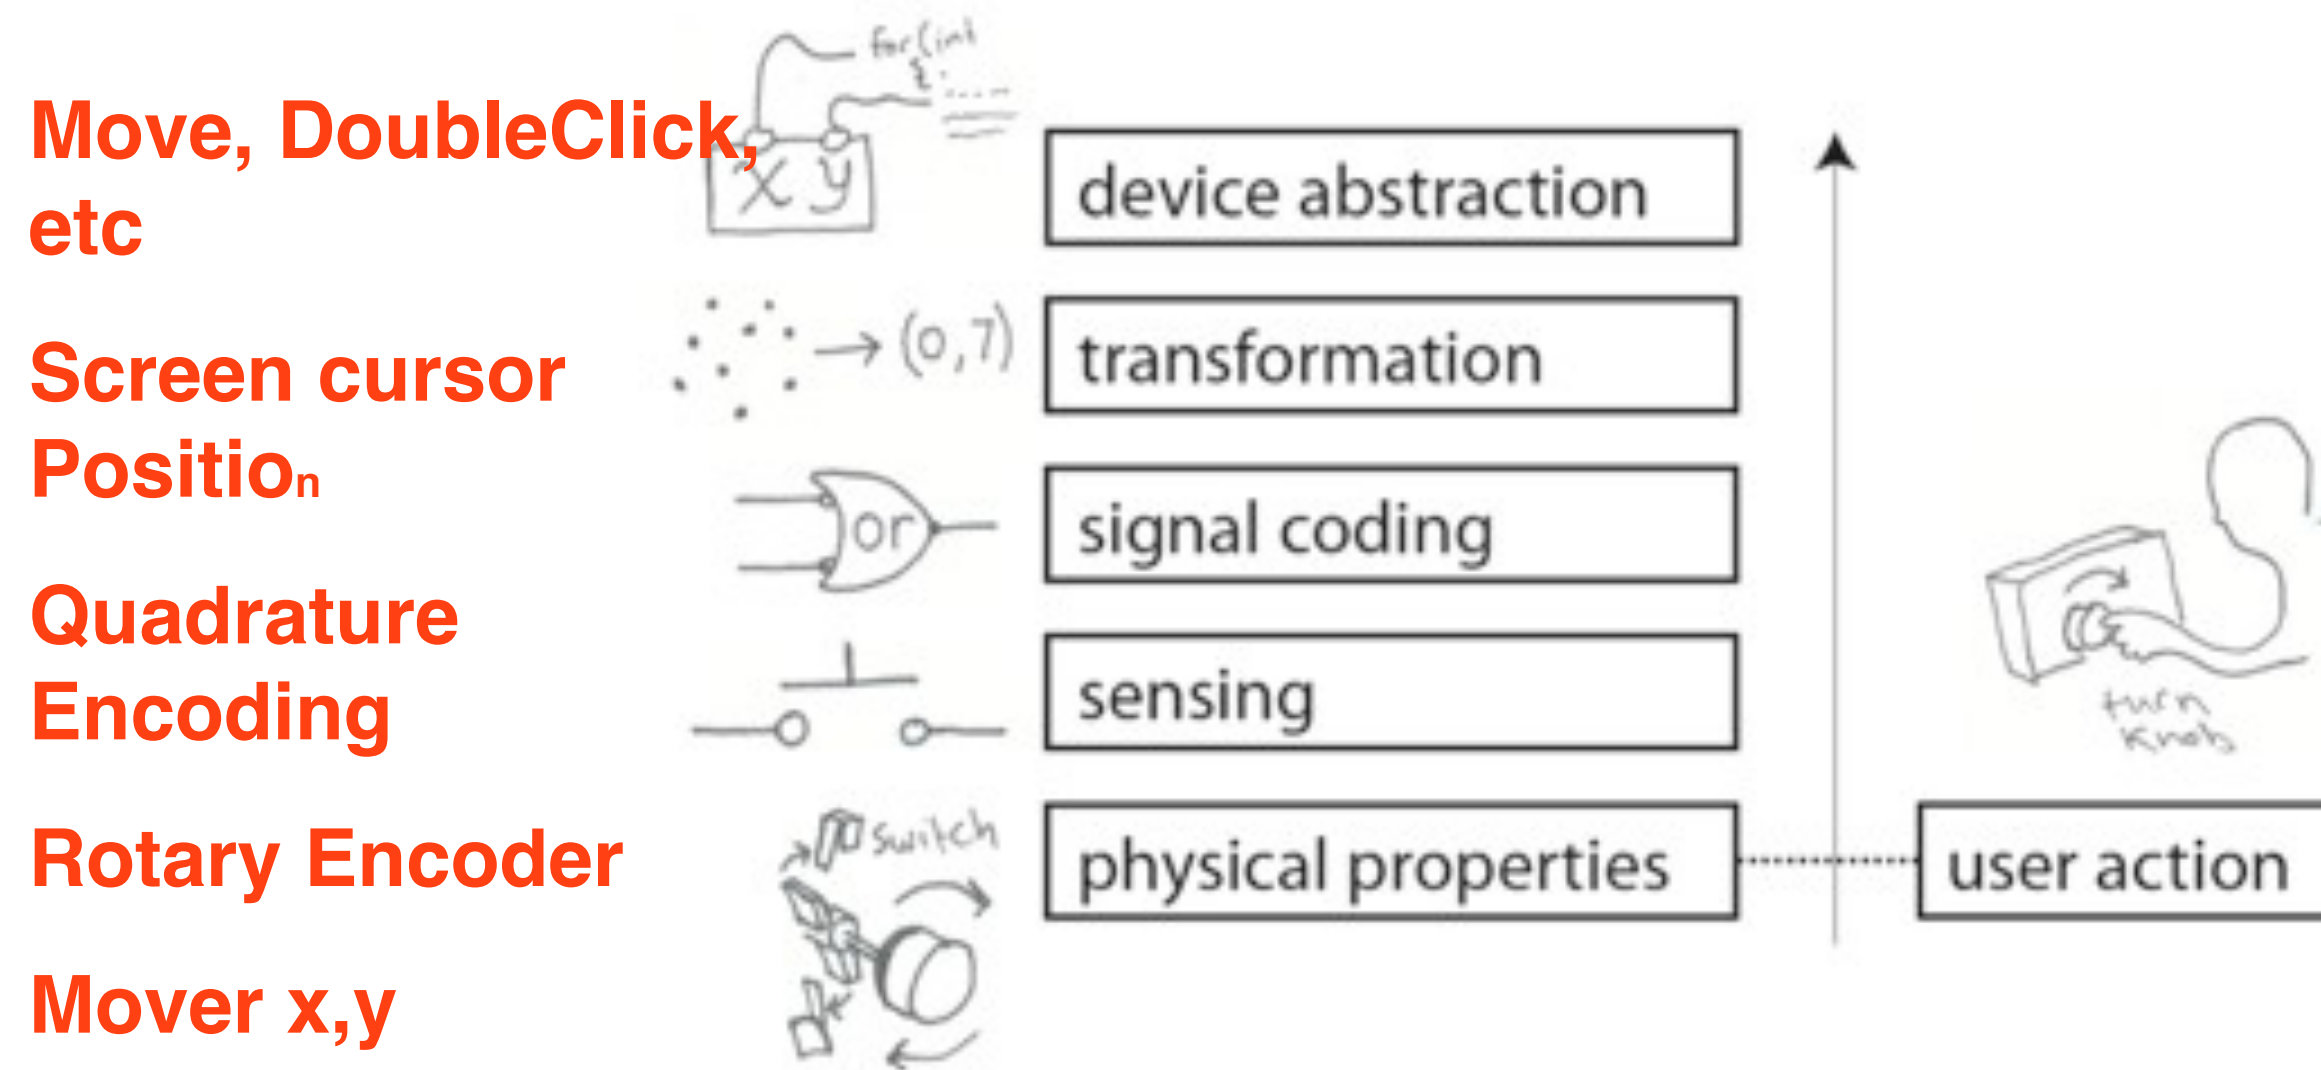 Move, DoubleClick,
etc
Screen cursor
Position
Quadrature
Encoding
Rotary Encoder
Mover x,y
for(int
{
x y
(0,7)
or
switch
device abstraction
transformation
signal coding
sensing
physical properties
turn
knob
user action